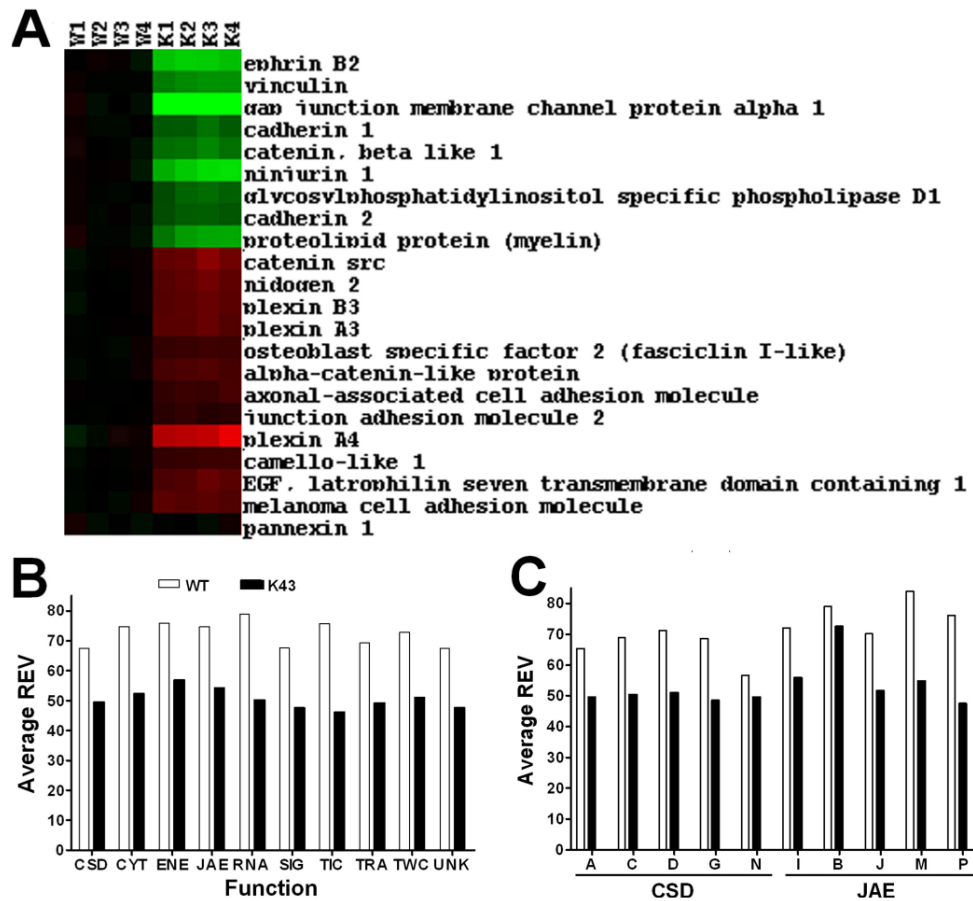 A
W1 W2 W3 W4 K1 K2 K3 K4
ephrin B2
vinculin
gap junction membrane channel protein alpha 1
cadherin 1
catenin, beta like 1
ninjurin 1
glycosylphosphatidylinositol specific phospholipase D1
cadherin 2
proteolipid protein (myelin)
catenin src
nidogen 2
plexin B3
plexin A3
osteoblast specific factor 2 (fasciclin I-like)
alpha-catenin-like protein
axonal-associated cell adhesion molecule
junction adhesion molecule 2
plexin A4
camello-like 1
EGF, latrophilin seven transmembrane domain containing 1
melanoma cell adhesion molecule
pannexin 1
B
WT K43
Average REV
80
70
60
50
40
30
20
10
0
CSD CYT ENE JAE RNA SIG TIC TRA TWC UNK
Function
C
Average REV
80
70
60
50
40
30
20
10
0
A C D G N I B J M P
CSD JAE